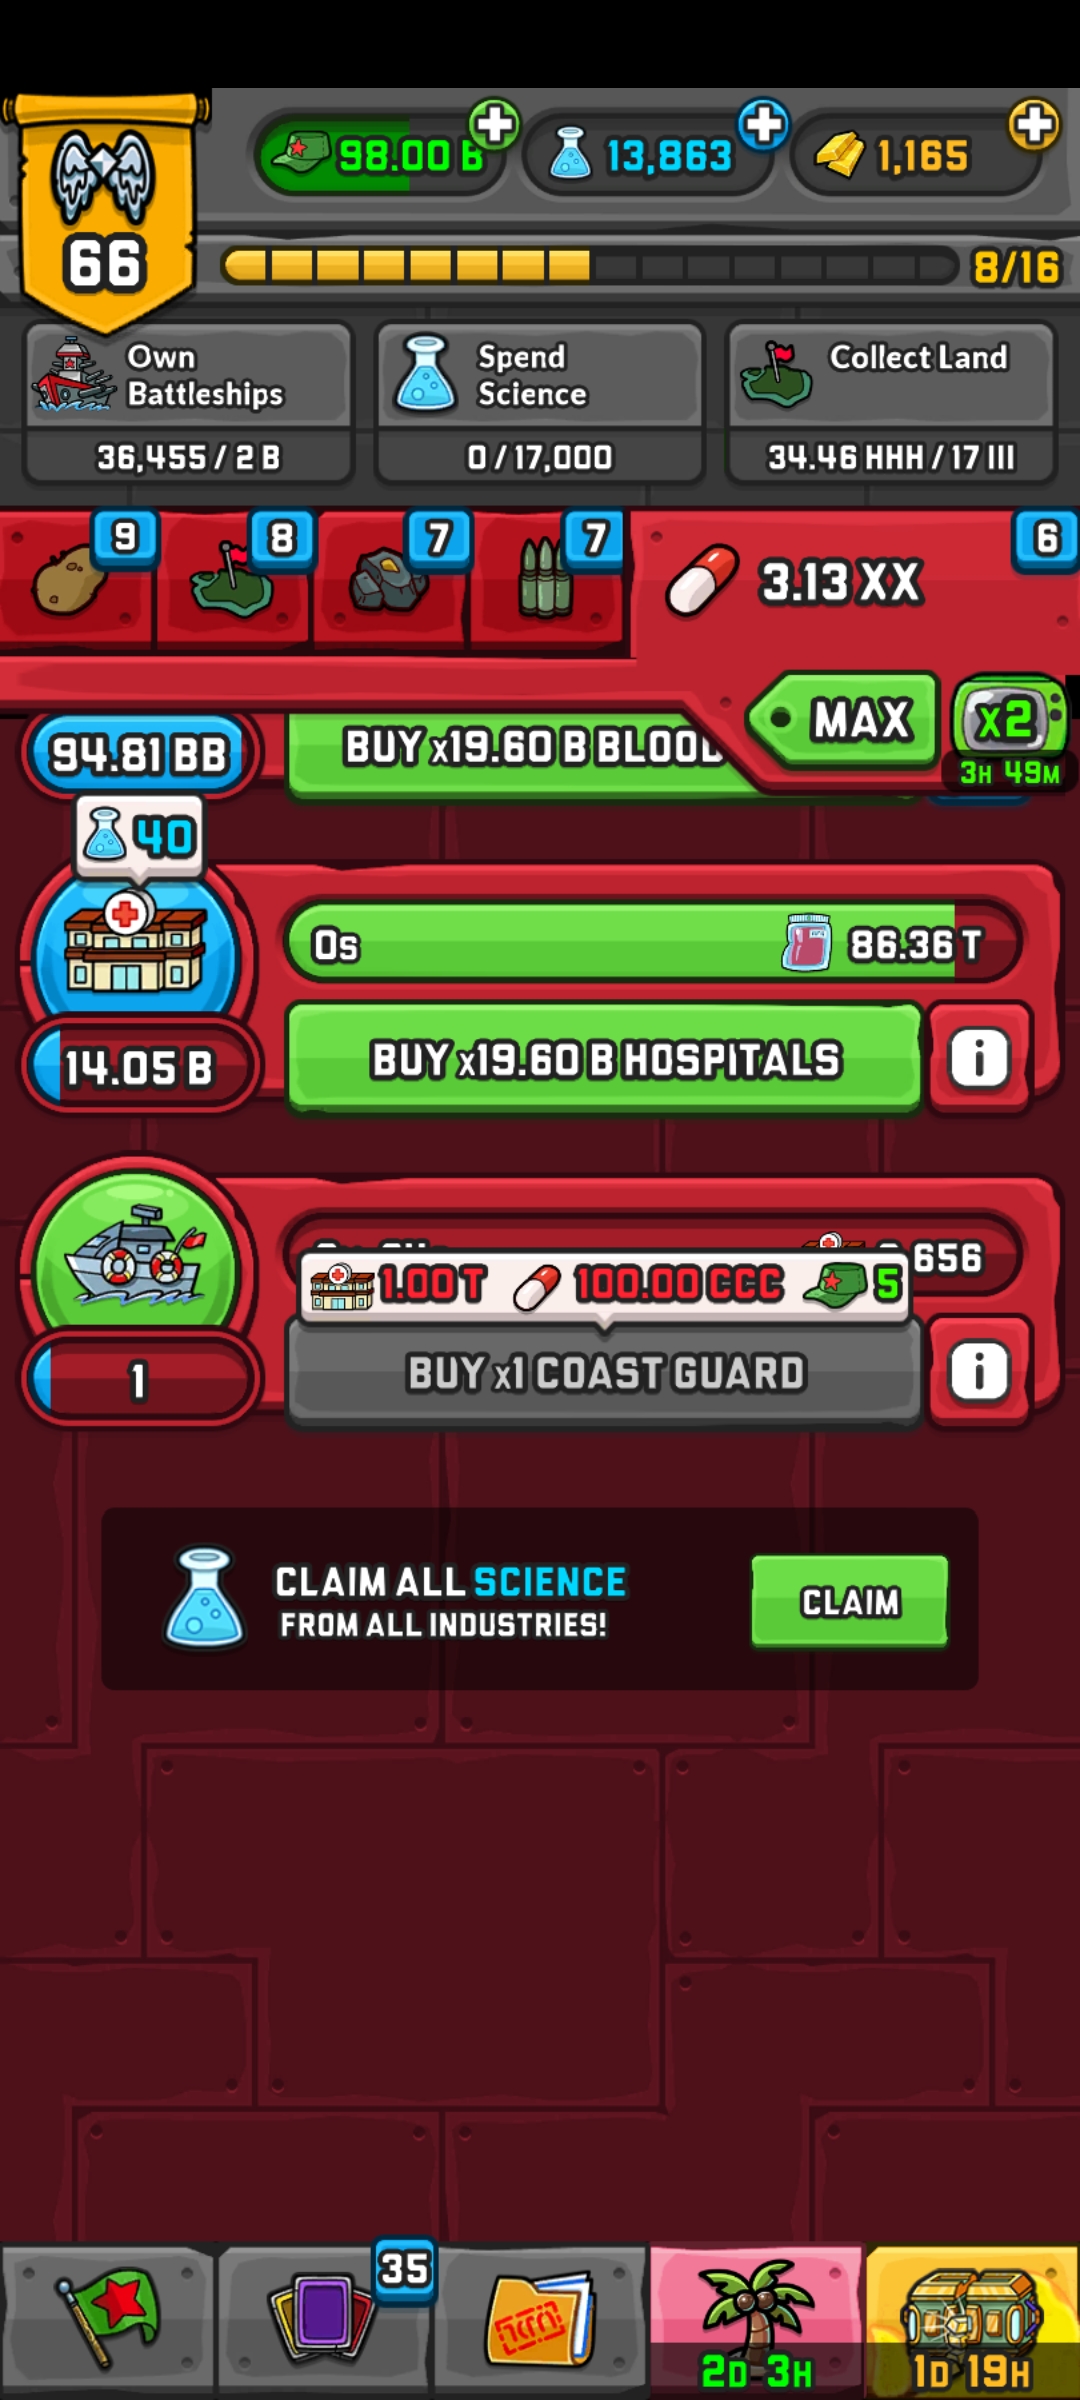 98.00 B
13,863
1,165
66
8/16
Own
Battleships
36,455 / 2 B
Spend
Science
0 / 17,000
Collect Land
34.46 HHH / 17 III
9
8
7
7
6
3.13 XX
MAX
x2
3H 49M
94.81 BB
BUY x19.60 B BLOOD
40
0s
86.36 T
14.05 B
BUY x19.60 B HOSPITALS
656
1.00 T
100.00 CCC
5
1
BUY x1 COAST GUARD
CLAIM ALL SCIENCE
FROM ALL INDUSTRIES!
CLAIM
35
2D 3H
1D 19H